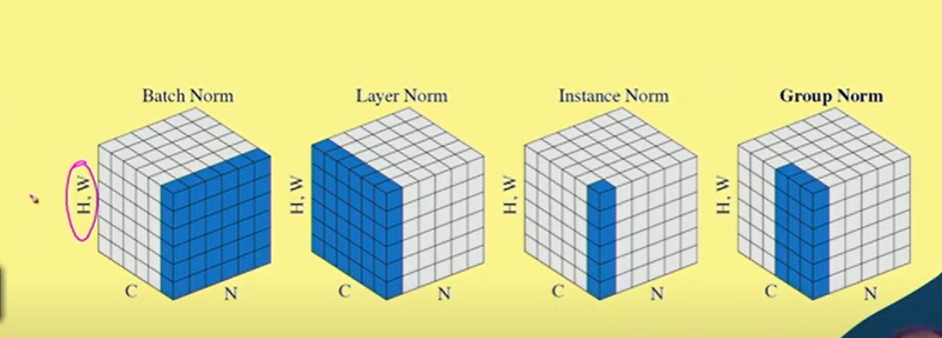 Batch Norm
Layer Norm
Instance Norm
Group Norm
H, W
H, W
H, W
H, W
C
N
C
N
C
N
C
N